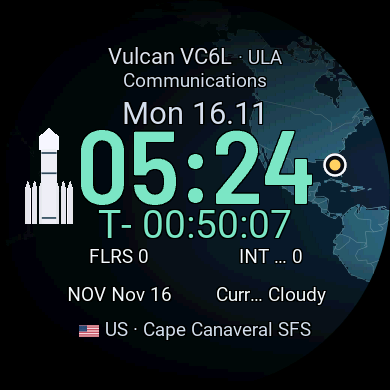 Vulcan VC6L · ULA
Communications
Mon 16.11
05:24
T- 00:50:07
FLRS 0 INT ... 0
NOV Nov 16 Curr... Cloudy
US · Cape Canaveral SFS